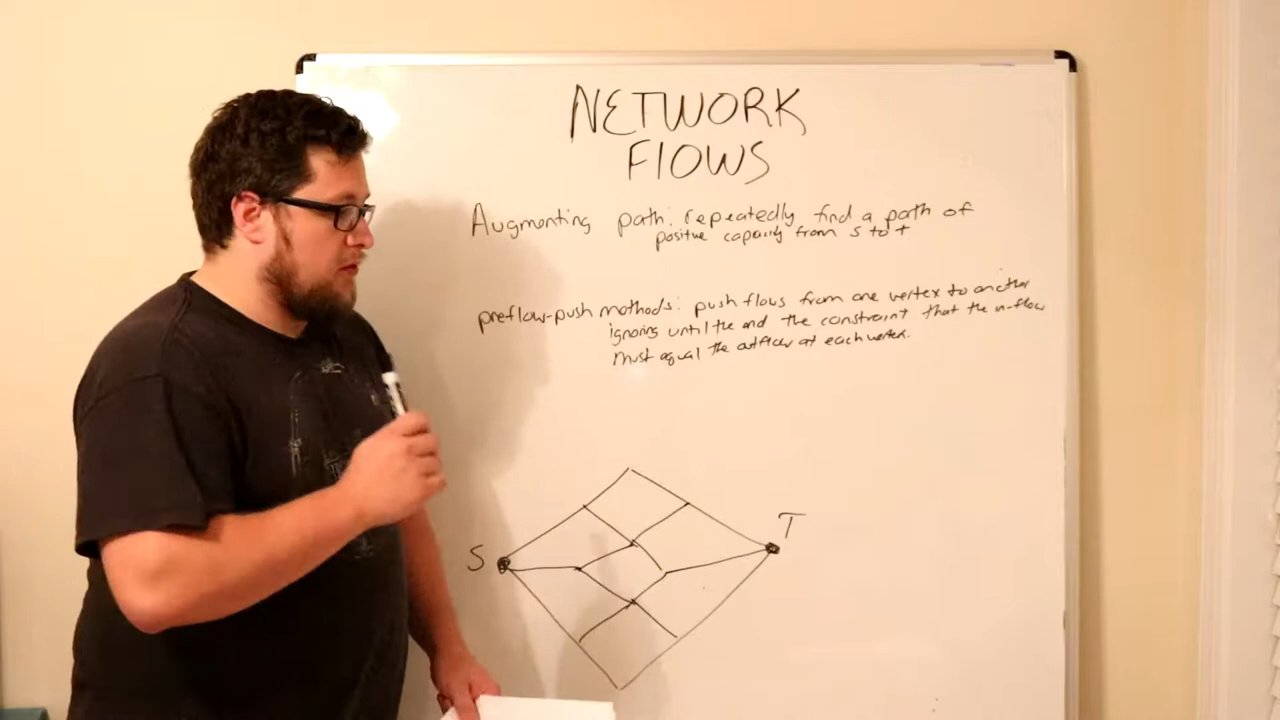 NETWORK
FLOWS
Augmenting path: repeatedly find a path of
positive capacity from s to t
preflow-push methods: push flows from one vertex to another
ignoring until the end the constraint that the in-flow
must equal the outflow at each vertex.
S
T